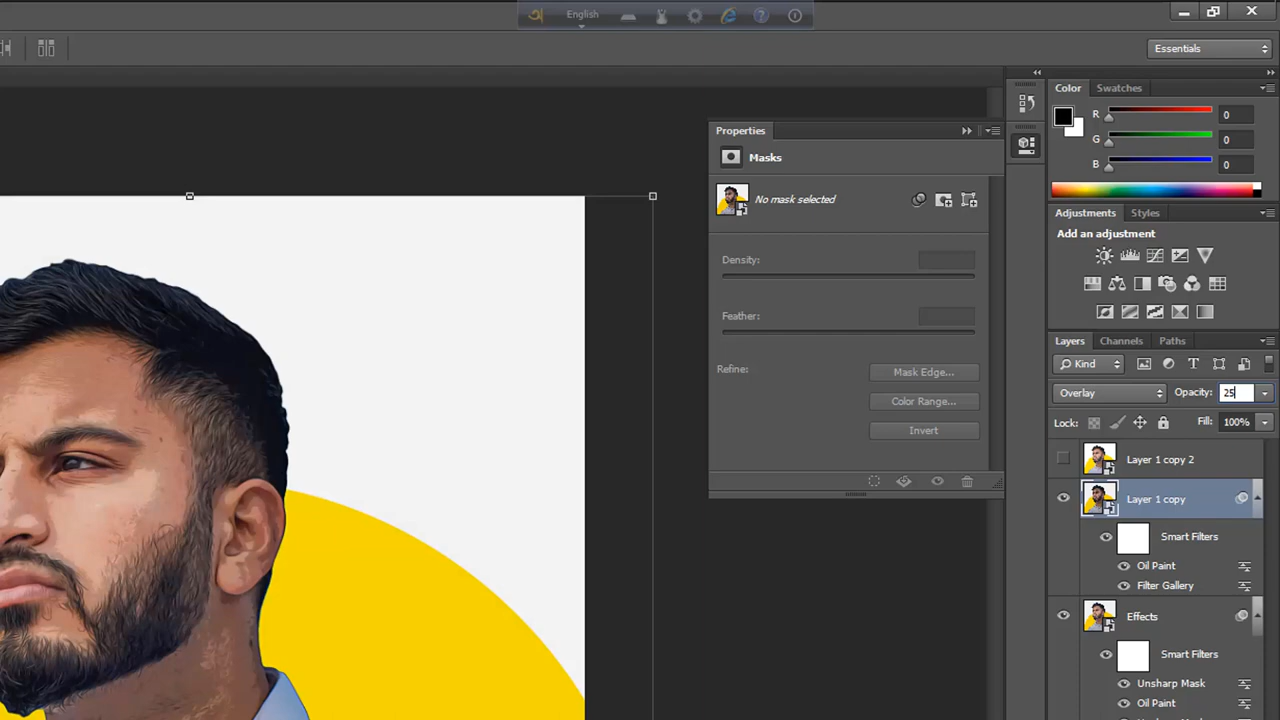 English
Essentials
Color Swatches
R 0
G 0
B 0
Properties
Masks
No mask selected
Density:
Feather:
Refine:
Mask Edge...
Color Range...
Invert
Adjustments Styles
Add an adjustment
Layers Channels Paths
Kind
Overlay Opacity: 25
Lock: Fill: 100%
Layer 1 copy 2
Layer 1 copy
Smart Filters
Oil Paint
Filter Gallery
Effects
Smart Filters
Unsharp Mask
Oil Paint